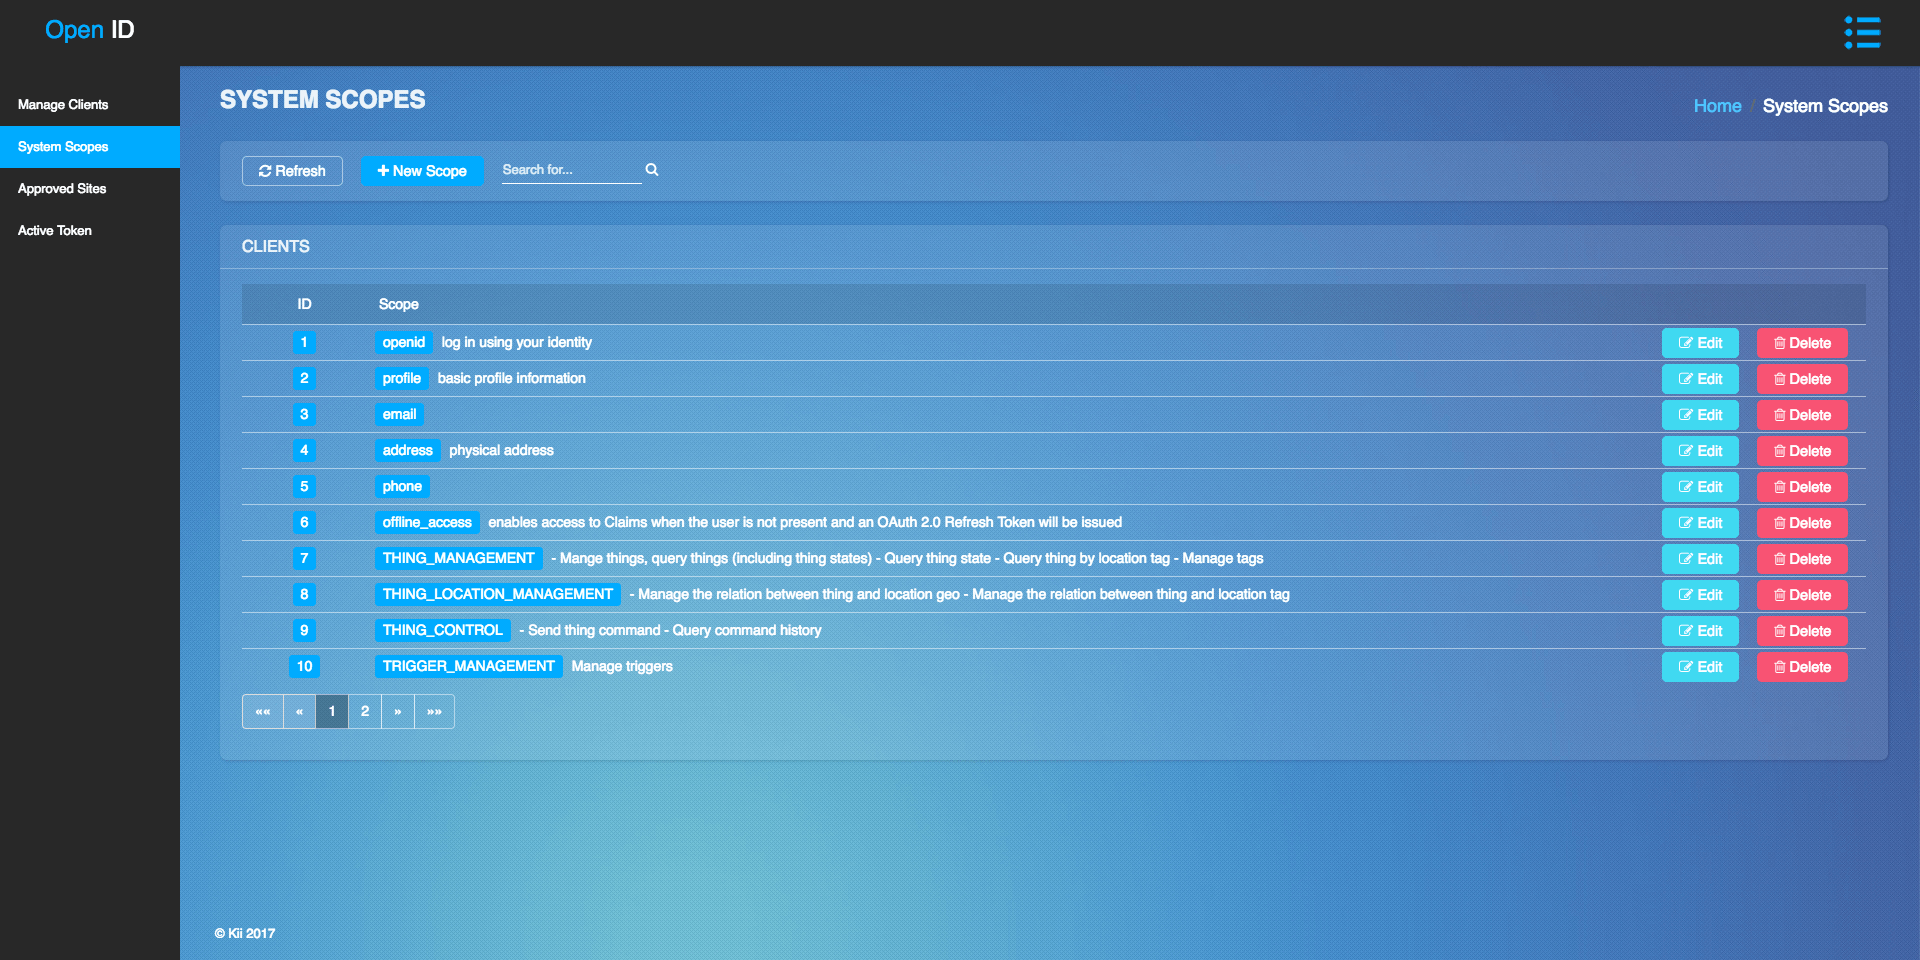 Open ID
Manage Clients
System Scopes
Approved Sites
Active Token
SYSTEM SCOPES
Home / System Scopes
Refresh New Scope Search for...
CLIENTS
ID Scope
1 openid log in using your identity Edit Delete
2 profile basic profile information Edit Delete
3 email Edit Delete
4 address physical address Edit Delete
5 phone Edit Delete
6 offline_access enables access to Claims when the user is not present and an OAuth 2.0 Refresh Token will be issued Edit Delete
7 THING_MANAGEMENT - Mange things, query things (including thing states) - Query thing state - Query thing by location tag - Manage tags Edit Delete
8 THING_LOCATION_MANAGEMENT - Manage the relation between thing and location geo - Manage the relation between thing and location tag Edit Delete
9 THING_CONTROL - Send thing command - Query command history Edit Delete
10 TRIGGER_MANAGEMENT Manage triggers Edit Delete
«« « 1 2 » »»
© Kii 2017